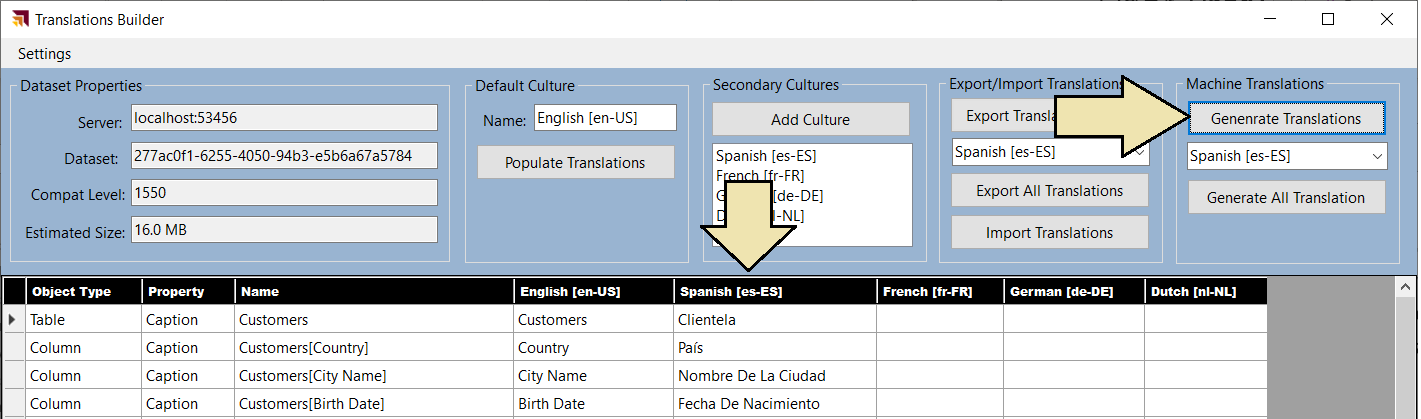 Translations Builder
Settings
Dataset Properties
Server: localhost:53456
Dataset: 277ac0f1-6255-4050-94b3-e5b6a67a5784
Compat Level: 1550
Estimated Size: 16.0 MB
Default Culture
Name: English [en-US]
Populate Translations
Secondary Cultures
Add Culture
Spanish [es-ES]
French [fr-FR]
[de-DE]
Export/Import Translations
Export
Spanish [es-ES]
Export All Translations
Import Translations
Machine Translations
Genenrate Translations
Spanish [es-ES]
Generate All Translation
Object Type Property Name English [en-US] Spanish [es-ES] French [fr-FR] German [de-DE] Dutch [nl-NL]
Table Caption Customers Customers Clientela
Column Caption Customers[Country] Country País
Column Caption Customers[City Name] City Name Nombre De La Ciudad
Column Caption Customers[Birth Date] Birth Date Fecha De Nacimiento